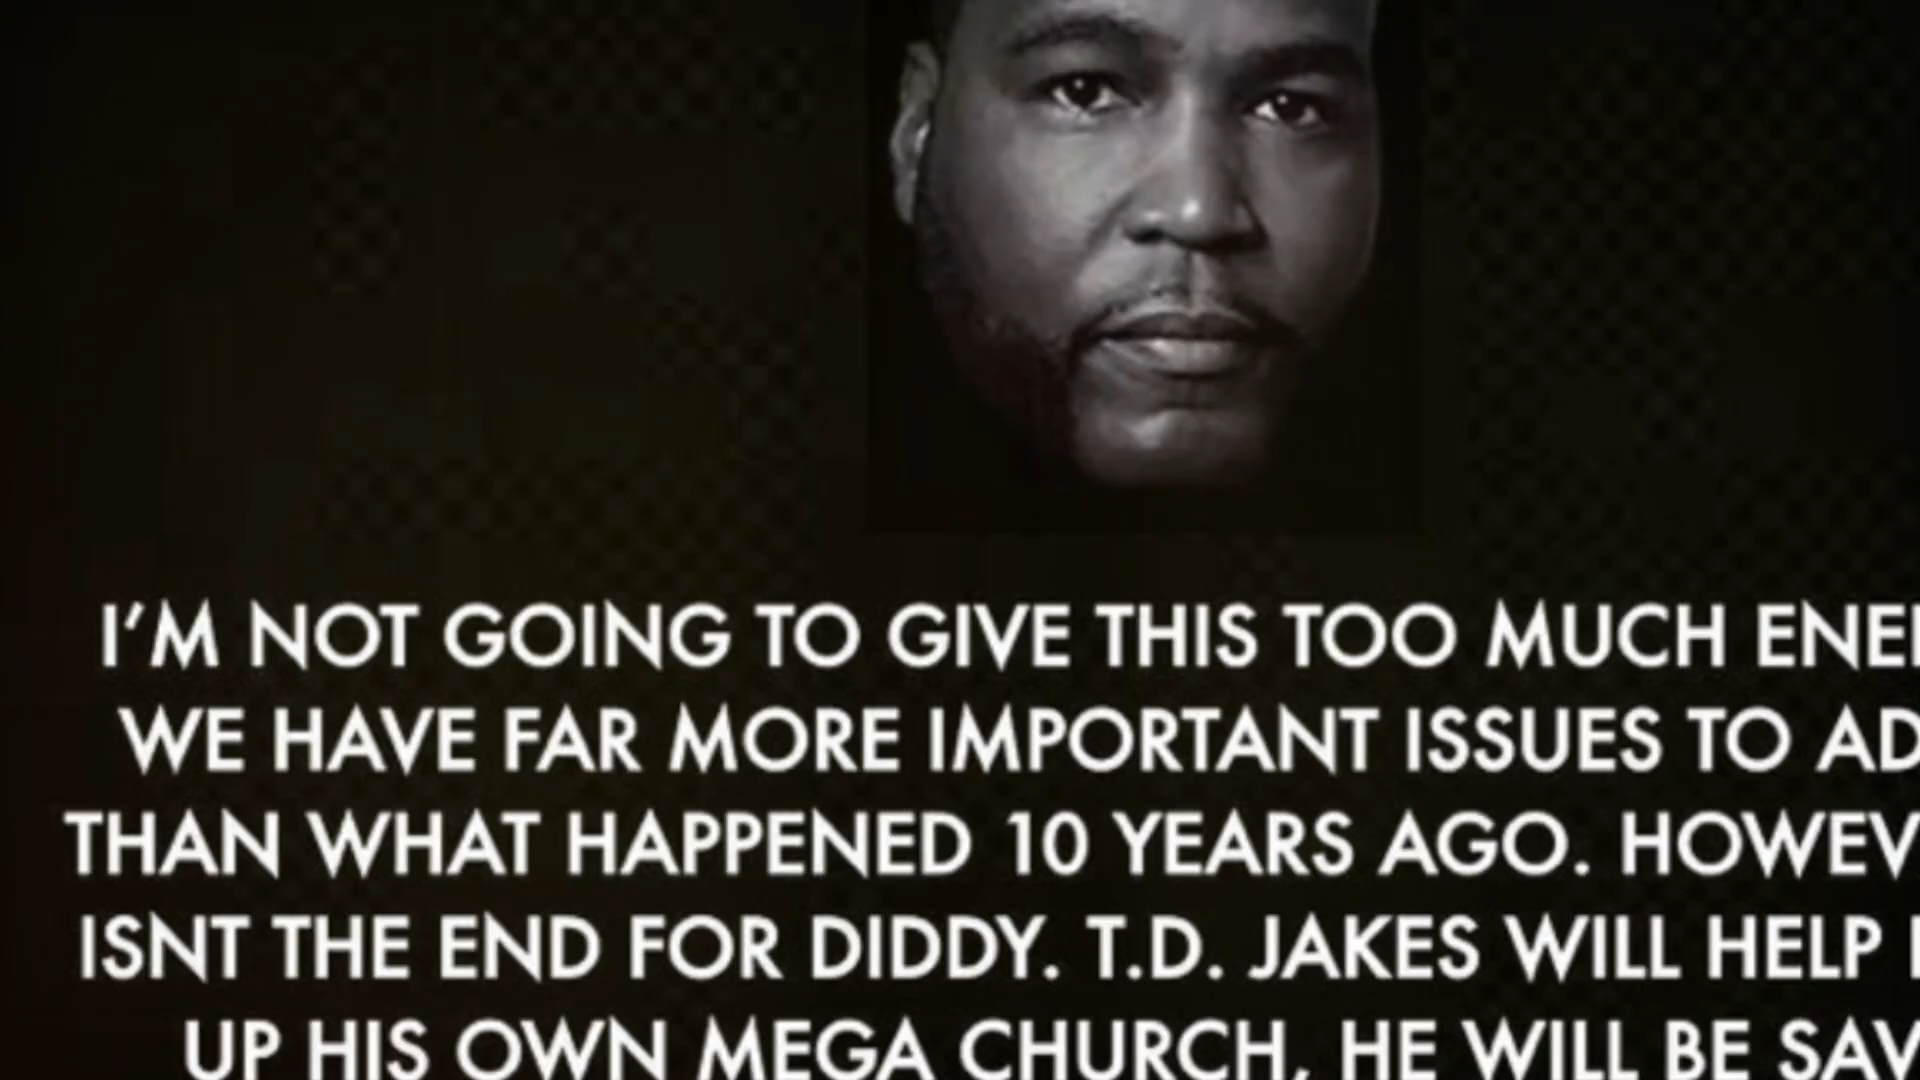 I'M NOT GOING TO GIVE THIS TOO MUCH
WE HAVE FAR MORE IMPORTANT ISSUES TO
THAN WHAT HAPPENED 10 YEARS AGO.
ISNT THE END FOR DIDDY. T.D. JAKES WILL HELP
UP HIS OWN MEGA CHURCH, HE WILL BE